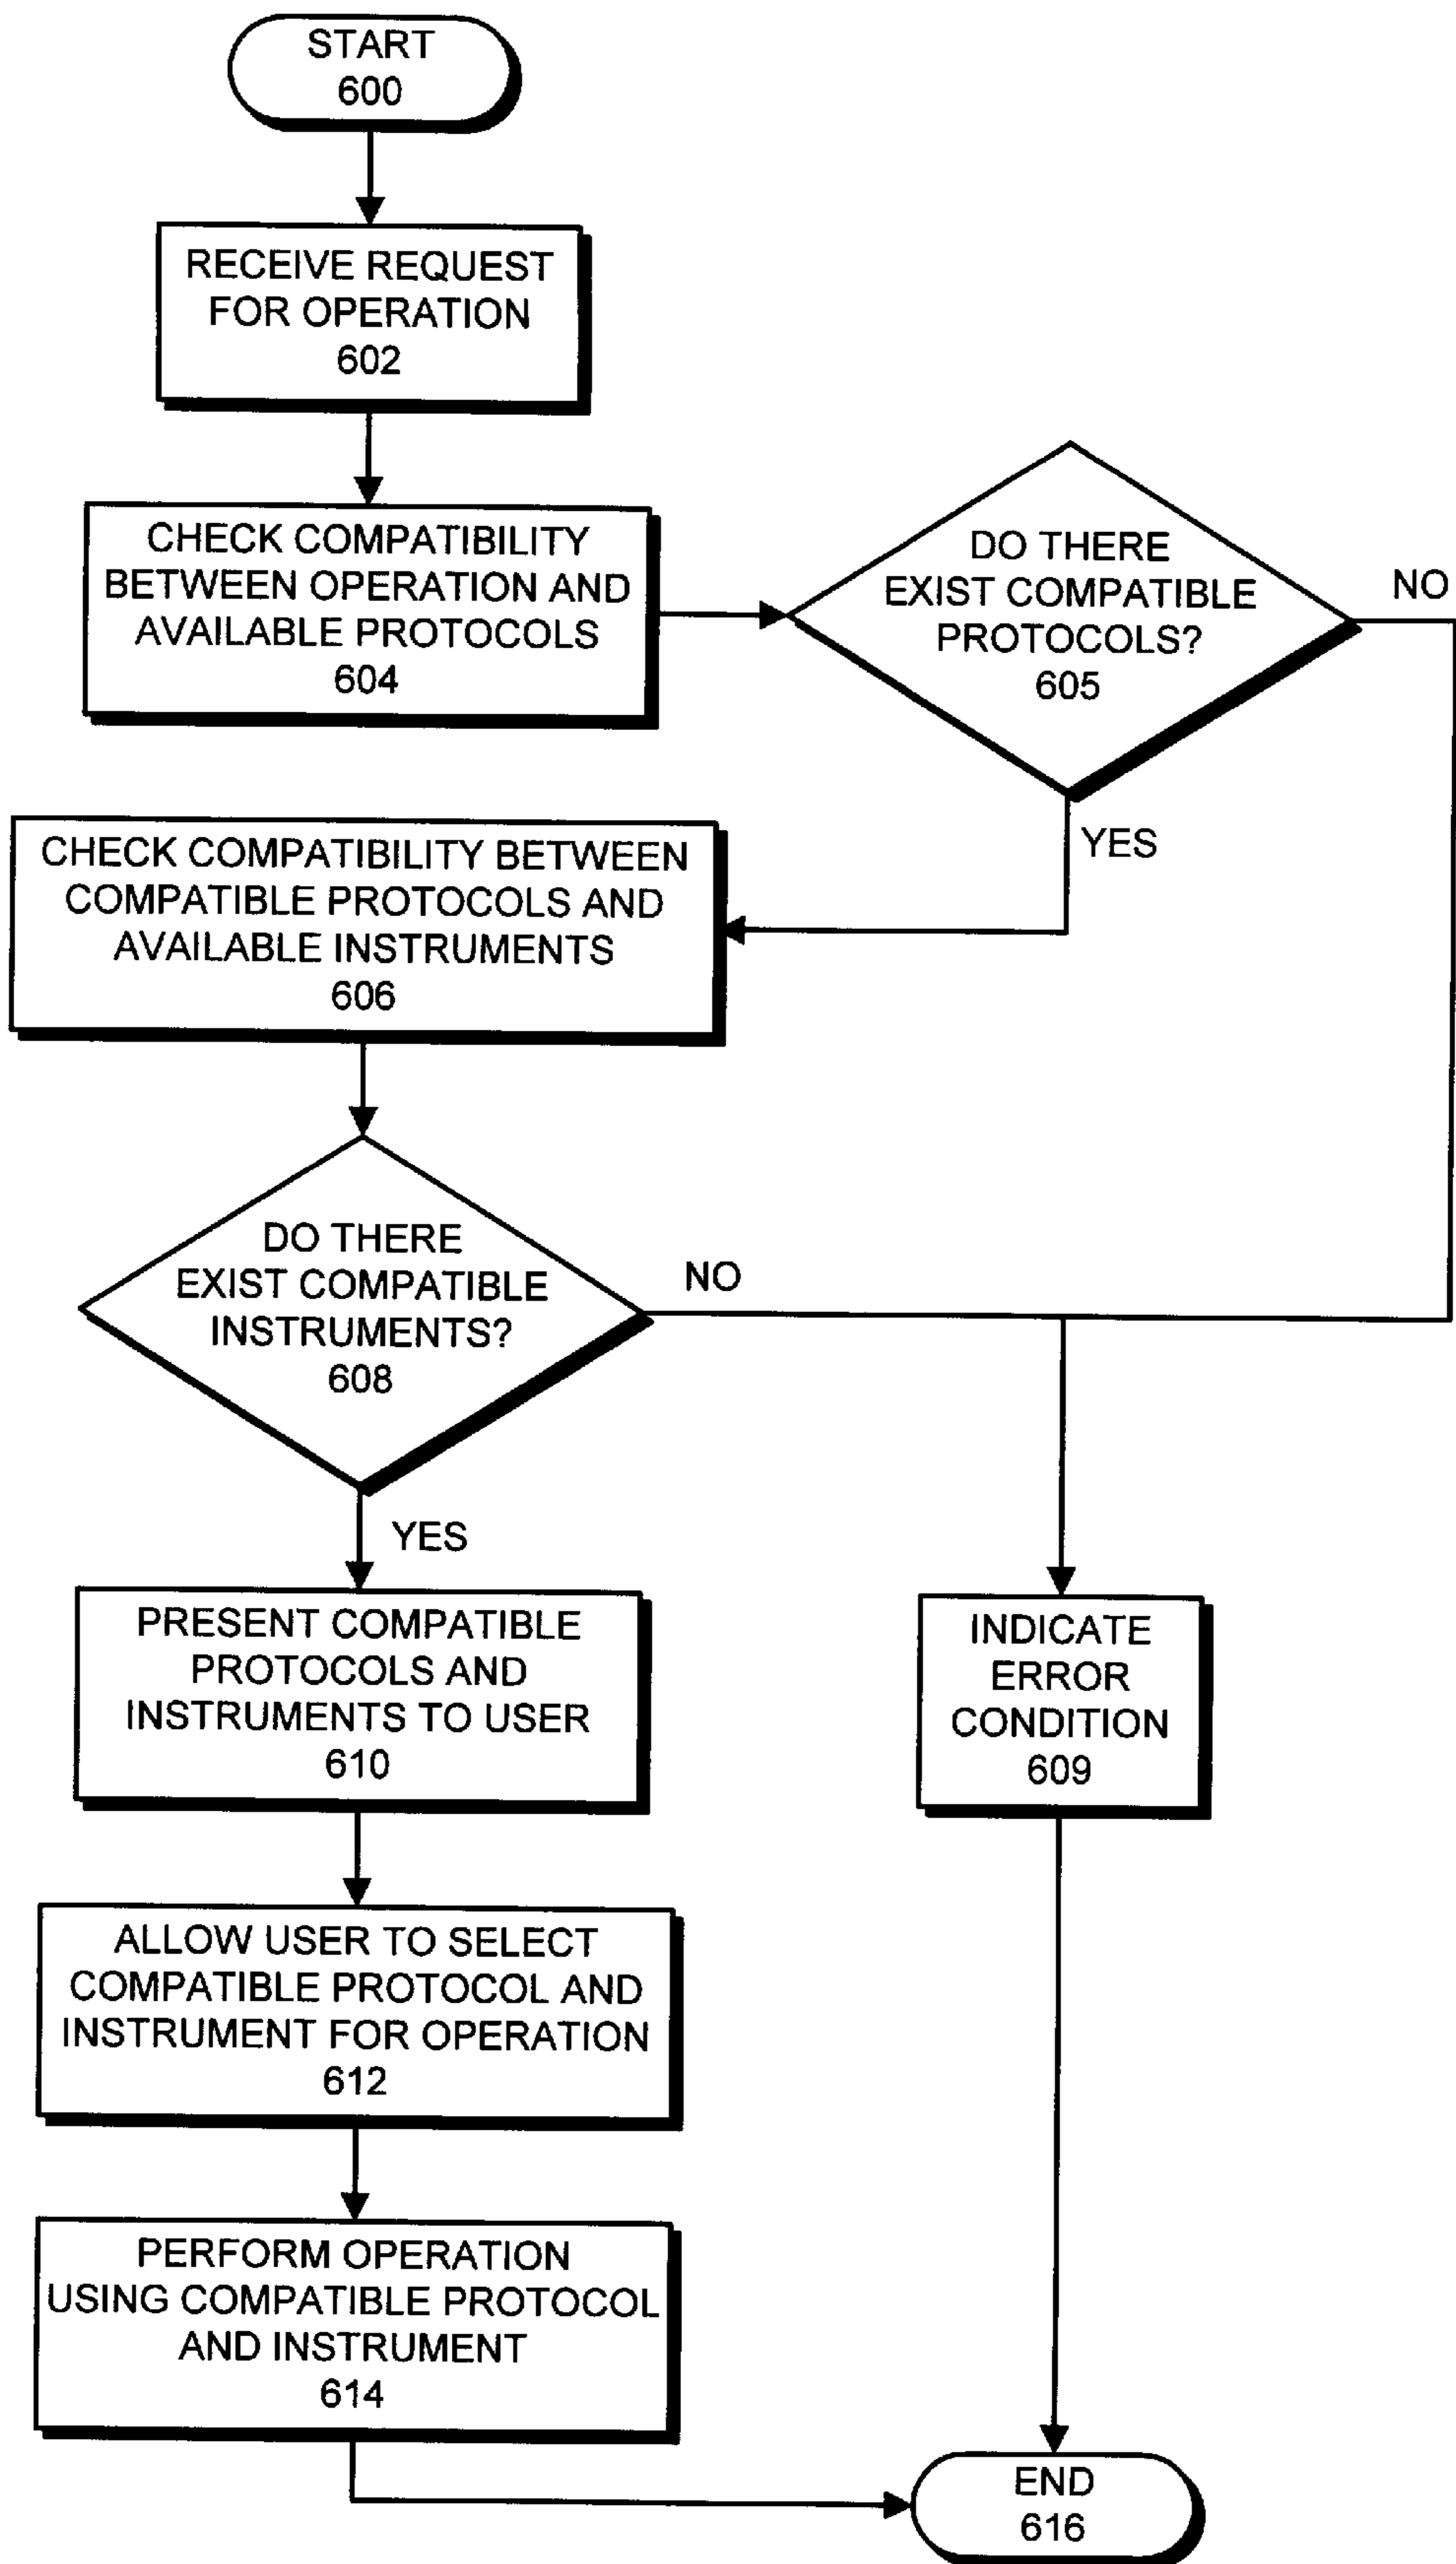 START
600
RECEIVE REQUEST
FOR OPERATION
602
CHECK COMPATIBILITY
BETWEEN OPERATION AND
AVAILABLE PROTOCOLS
604
DO THERE
EXIST COMPATIBLE
PROTOCOLS?
605
NO
YES
CHECK COMPATIBILITY BETWEEN
COMPATIBLE PROTOCOLS AND
AVAILABLE INSTRUMENTS
606
DO THERE
EXIST COMPATIBLE
INSTRUMENTS?
608
NO
YES
PRESENT COMPATIBLE
PROTOCOLS AND
INSTRUMENTS TO USER
610
INDICATE
ERROR
CONDITION
609
ALLOW USER TO SELECT
COMPATIBLE PROTOCOL AND
INSTRUMENT FOR OPERATION
612
PERFORM OPERATION
USING COMPATIBLE PROTOCOL
AND INSTRUMENT
614
END
616